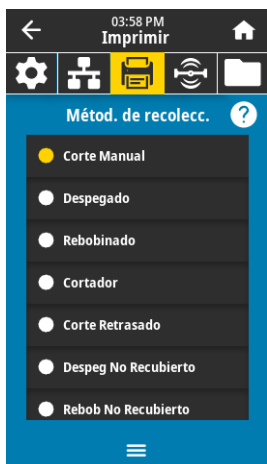 03:58 PM
Imprimir
Métod. de recolecc.
?
Corte Manual
Despegado
Rebobinado
Cortador
Corte Retrasado
Despeg No Recubierto
Rebob No Recubierto